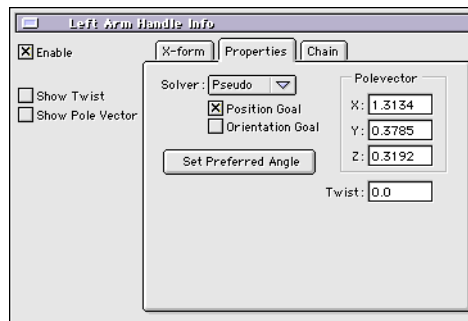 Left Arm Handle Info
Enable
X-form Properties Chain
Solver: Pseudo
Polevector
Show Twist
Position Goal
X: 1.3134
Show Pole Vector
Orientation Goal
Y: 0.3785
Set Preferred Angle
Z: 0.3192
Twist: 0.0